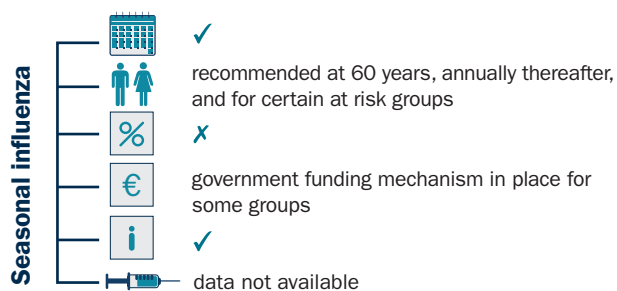 Seasonal influenza
✓
recommended at 60 years, annually thereafter,
and for certain at risk groups
%
✗
€
government funding mechanism in place for
some groups
i
✓
data not available